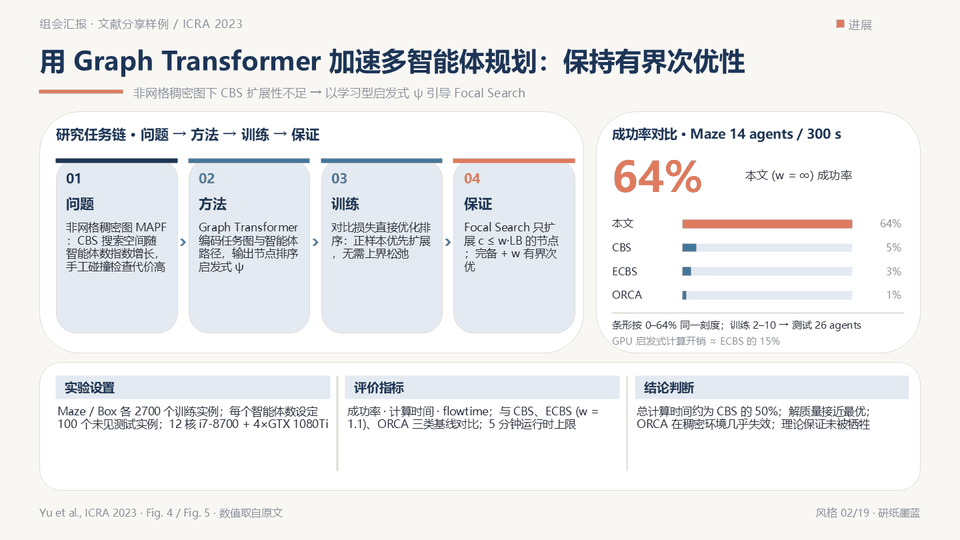 组会汇报 · 文献分享样例 / ICRA 2023
进展
用 Graph Transformer 加速多智能体规划：保持有界次优性
非网格稠密图下 CBS 扩展性不足 → 以学习型启发式 ψ 引导 Focal Search
研究任务链 • 问题 → 方法 → 训练 → 保证
01
问题
非网格稠密图 MAPF
：CBS 搜索空间随
智能体数指数增长，
手工碰撞检查代价高
›
02
方法
Graph Transformer
编码任务图与智能体
路径，输出节点排序
启发式 ψ
›
03
训练
对比损失直接优化排
序：正样本优先扩展
，无需上界松弛
›
04
保证
Focal Search 只扩
展 c ≤ w·LB 的节点
；完备 + w 有界次
优
成功率对比 • Maze 14 agents / 300 s
64%
本文 (w = ∞) 成功率
本文 64%
CBS 5%
ECBS 3%
ORCA 1%
条形按 0–64% 同一刻度；训练 2–10 → 测试 26 agents
GPU 启发式计算开销 ≈ ECBS 的 15%
实验设置
Maze / Box 各 2700 个训练实例；每个智能体数设定
100 个未见测试实例；12 核 i7-8700 + 4×GTX 1080Ti
评价指标
成功率 · 计算时间 · flowtime；与 CBS、ECBS (w =
1.1)、ORCA 三类基线对比；5 分钟运行时上限
结论判断
总计算时间约为 CBS 的 50%；解质量接近最优；
ORCA 在稠密环境几乎失效；理论保证未被牺牲
Yu et al., ICRA 2023 · Fig. 4 / Fig. 5 · 数值取自原文
风格 02/19 · 研纸墨蓝